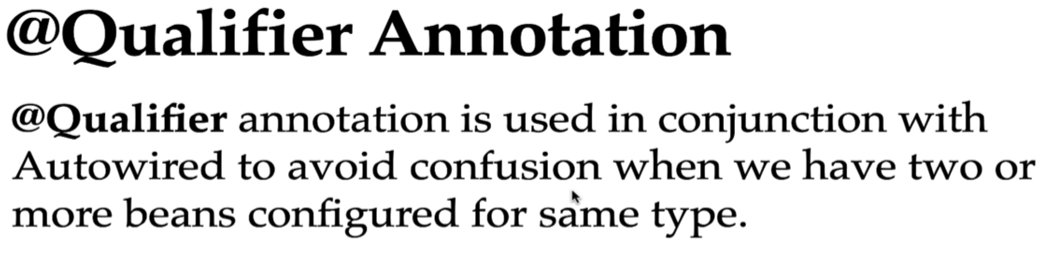 @Qualifier Annotation
@Qualifier annotation is used in conjunction with
Autowired to avoid confusion when we have two or
more beans configured for same type.